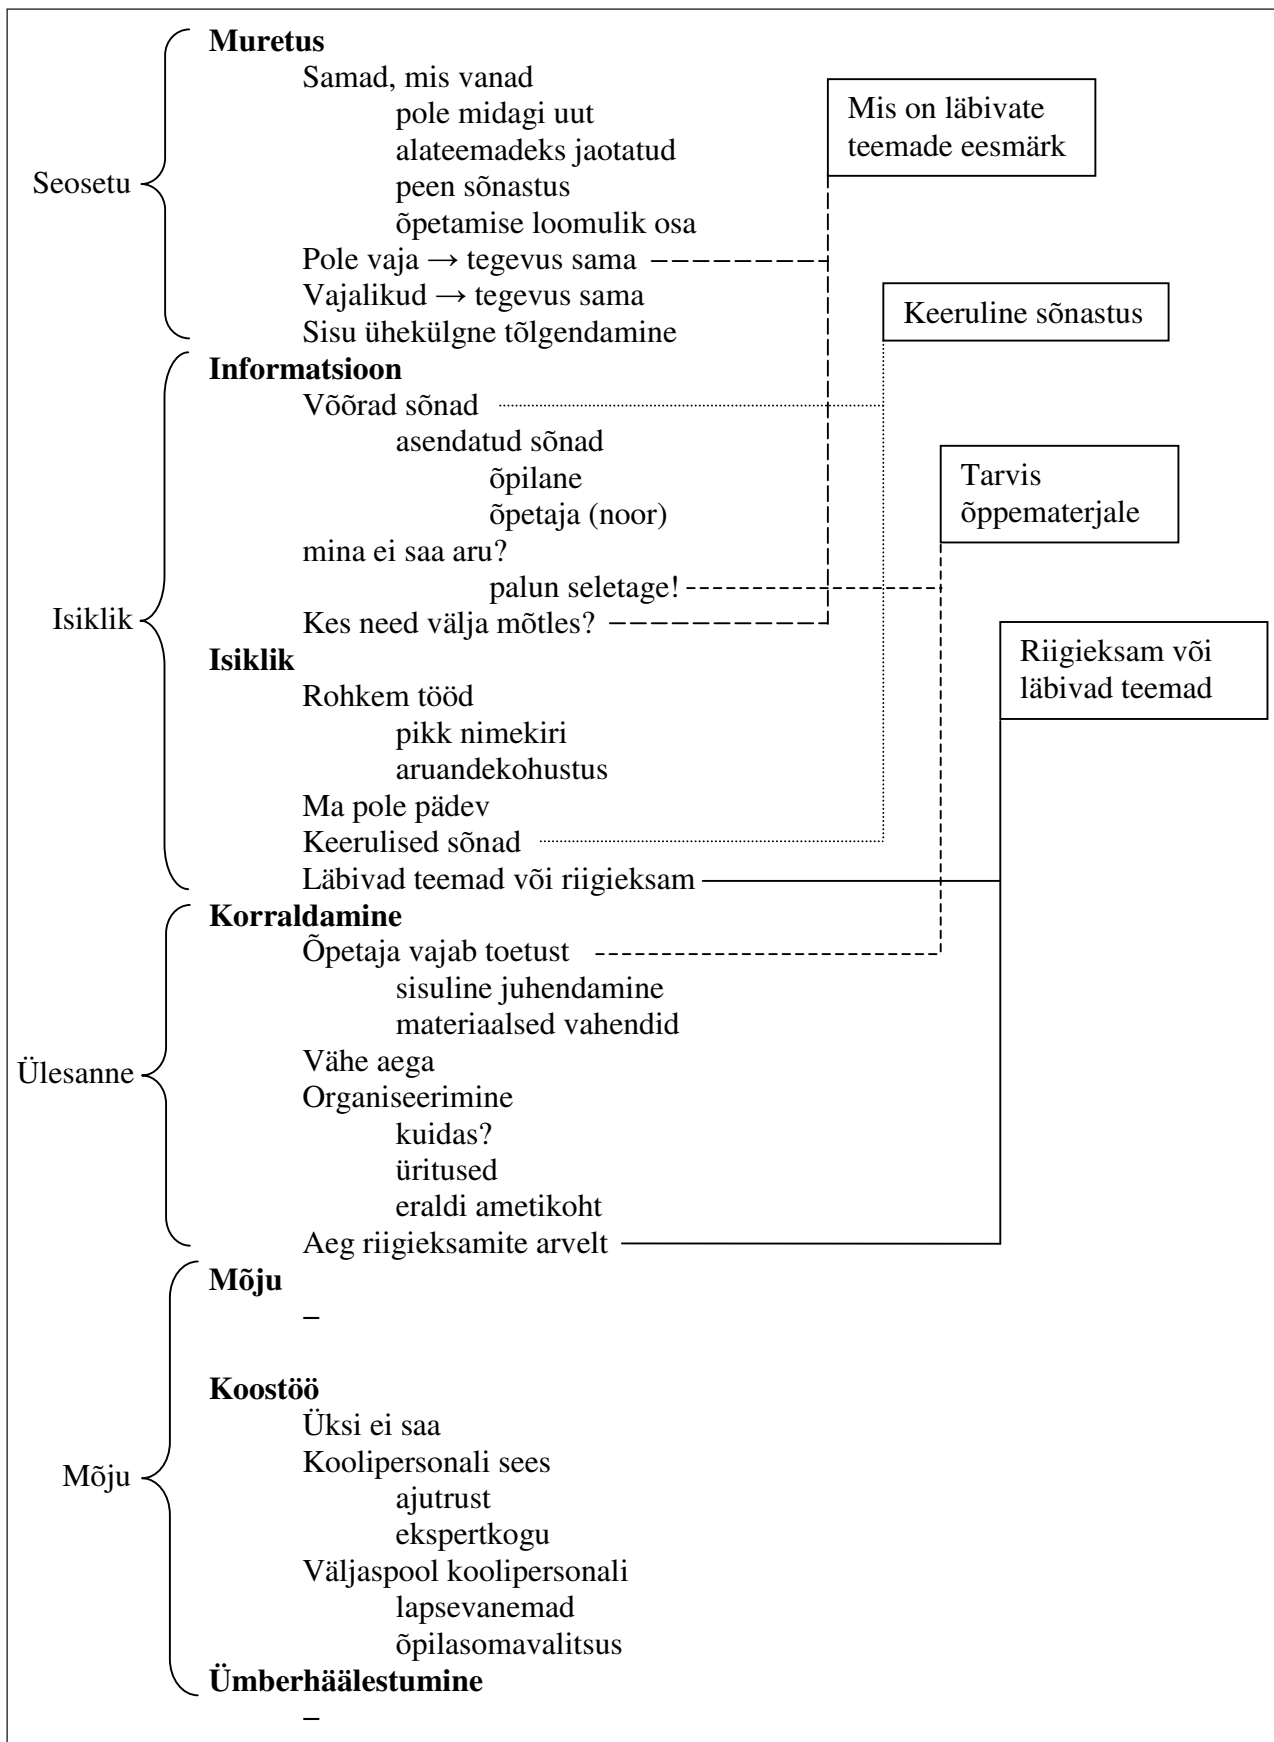 Muretus
Samad, mis vanad
pole midagi uut
alateemadeks jaotatud
peen sõnastus
õpetamise loomulik osa
Pole vaja → tegevus sama
Vajalikud → tegevus sama
Sisu ühekülgne tõlgendamine
Seosetu
Informatsioon
Võõrad sõnad
asendatud sõnad
õpilane
õpetaja (noor)
mina ei saa aru?
palun seletage!
Kes need välja mõtles?
Isiklik
Isiklik
Rohkem tööd
pikk nimekiri
aruandekohustus
Ma pole pädev
Keerulised sõnad
Läbivad teemad või riigieksam
Korraldamine
Õpetaja vajab toetust
sisuline juhendamine
materiaalsed vahendid
Vähe aega
Ülesanne
Organiseerimine
kuidas?
üritused
eraldi ametikoht
Aeg riigieksamite arvelt
Mõju
–
Koostöö
Üksi ei saa
Koolipersonali sees
Mõju
ajutrust
ekspertkogu
Väljaspool koolipersonali
lapsevanemad
õpilasomavalitsus
Ümberhäälestumine
–
Mis on läbivate
teemade eesmärk
Keeruline sõnastus
Tarvis
õppematerjale
Riigieksam või
läbivad teemad